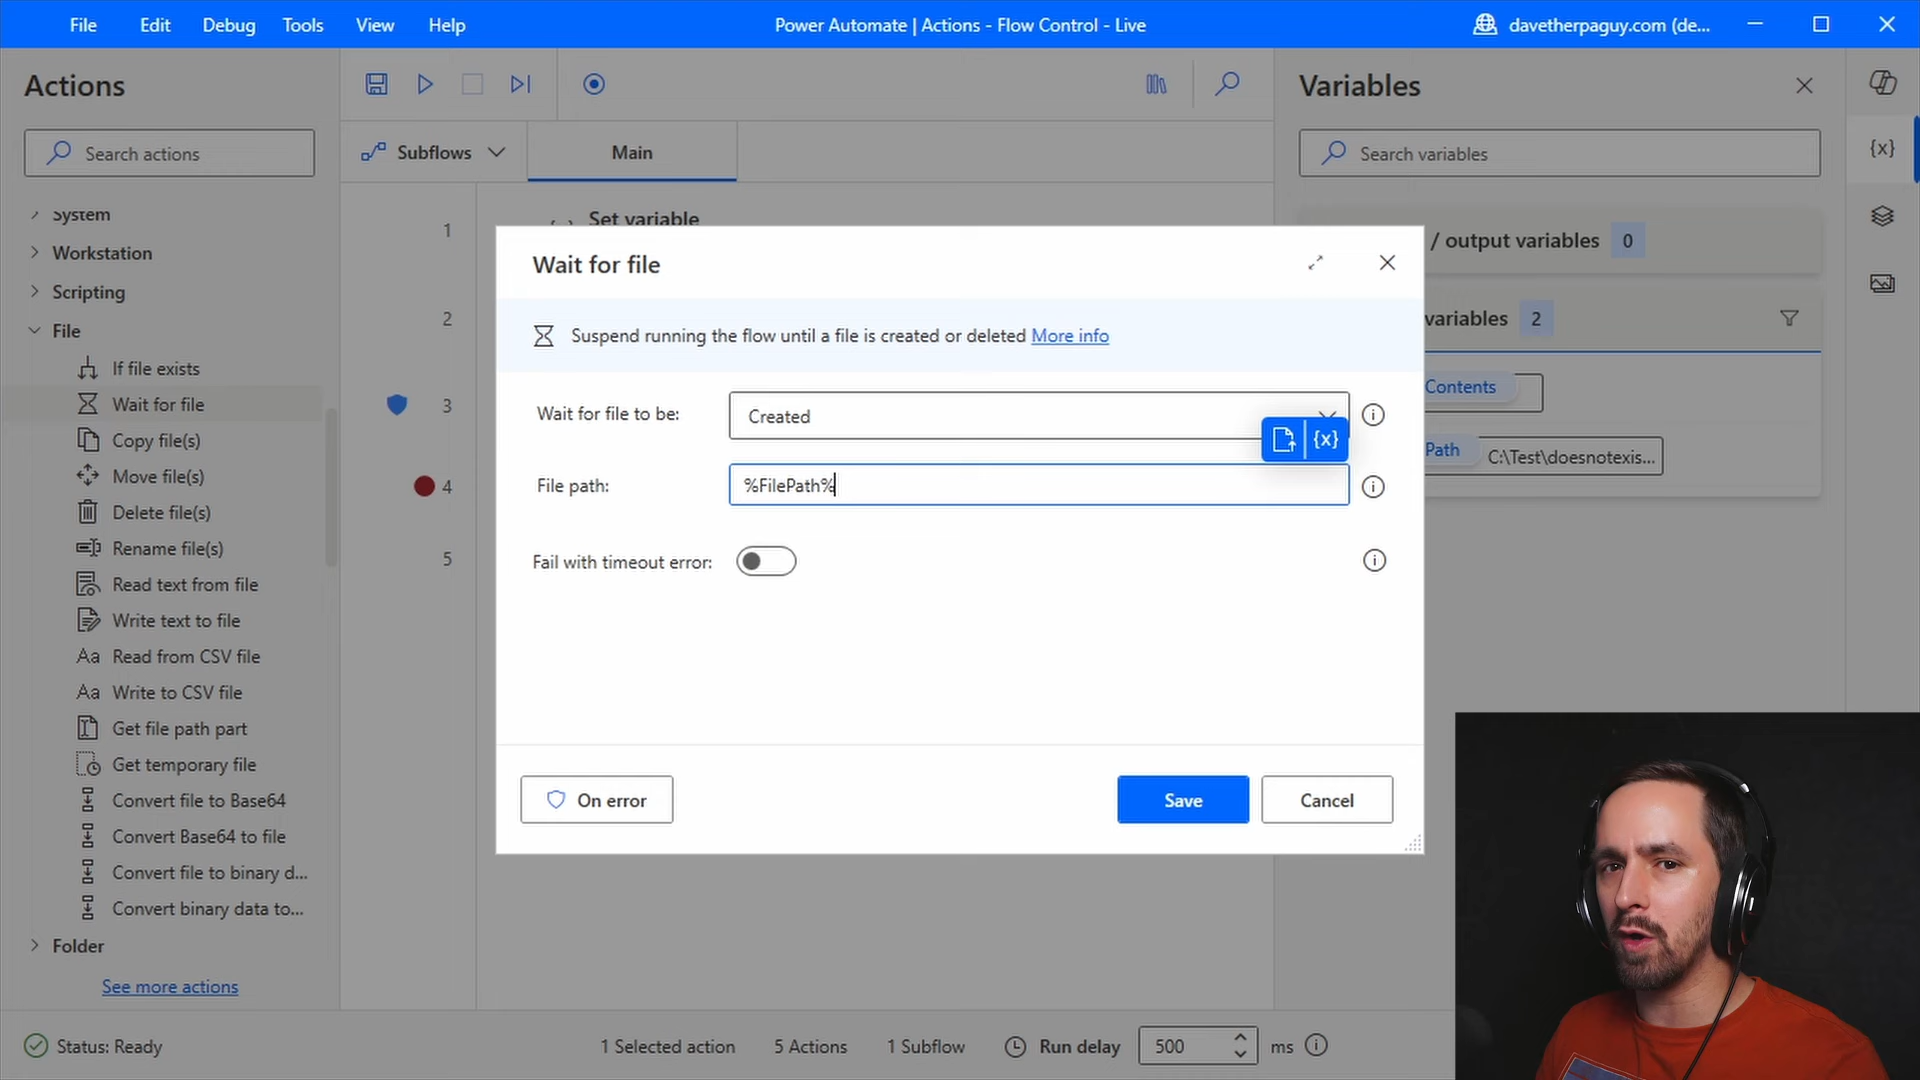 File Edit Debug Tools View Help
Power Automate | Actions - Flow Control - Live
davetherpaguy.com (de...
Actions
Search actions
System
Workstation
Scripting
File
If file exists
Wait for file
Copy file(s)
Move file(s)
Delete file(s)
Rename file(s)
Read text from file
Write text to file
Read from CSV file
Write to CSV file
Get file path part
Get temporary file
Convert file to Base64
Convert Base64 to file
Convert file to binary d...
Convert binary data to...
Folder
See more actions
Subflows
Main
1
Set variable
2
3
4
5
Wait for file
Suspend running the flow until a file is created or deleted More info
Wait for file to be:
Created
{x}
File path:
%FilePath%
Fail with timeout error:
On error
Save
Cancel
Variables
Search variables
/ output variables 0
variables 2
Contents
Path C:\Test\doesnotexis...
{x}
Status: Ready
1 Selected action
5 Actions
1 Subflow
Run delay
500
ms